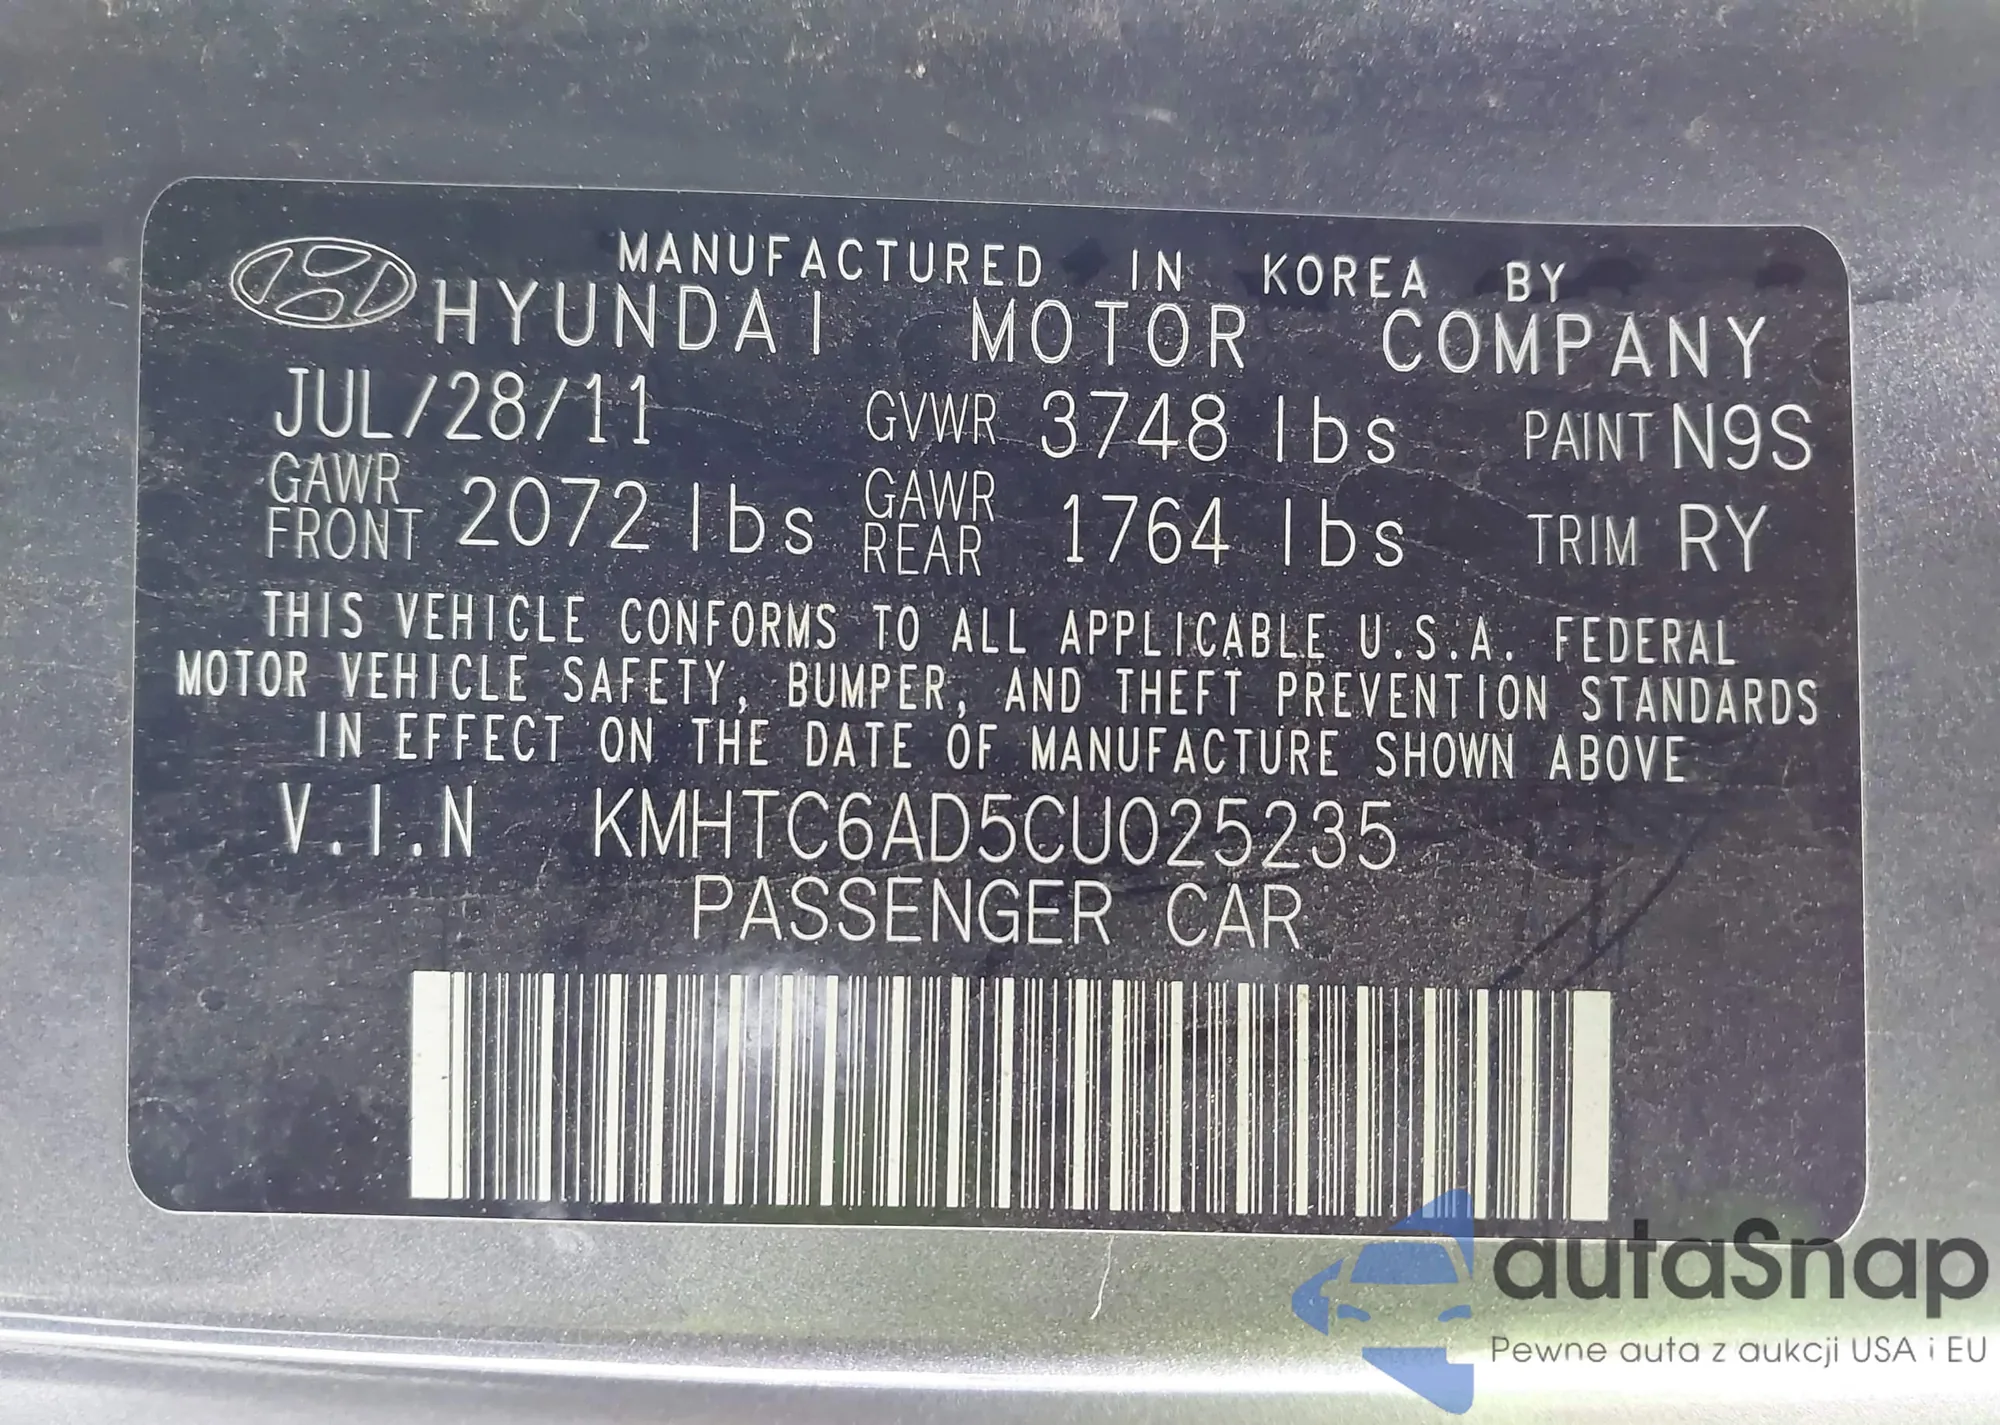 MANUFACTURED IN KOREA BY
HYUNDAI MOTOR COMPANY
JUL/28/11 GVWR 3748 lbs PAINT N9S
GAWR FRONT 2072 lbs GAWR REAR 1764 lbs TRIM RY
THIS VEHICLE CONFORMS TO ALL APPLICABLE U.S.A. FEDERAL
MOTOR VEHICLE SAFETY, BUMPER, AND THEFT PREVENTION STANDARDS
IN EFFECT ON THE DATE OF MANUFACTURE SHOWN ABOVE
V.I.N KMHTC6AD5CU025235
PASSENGER CAR
autaSnap
Pewne auta z aukcji USA i EU